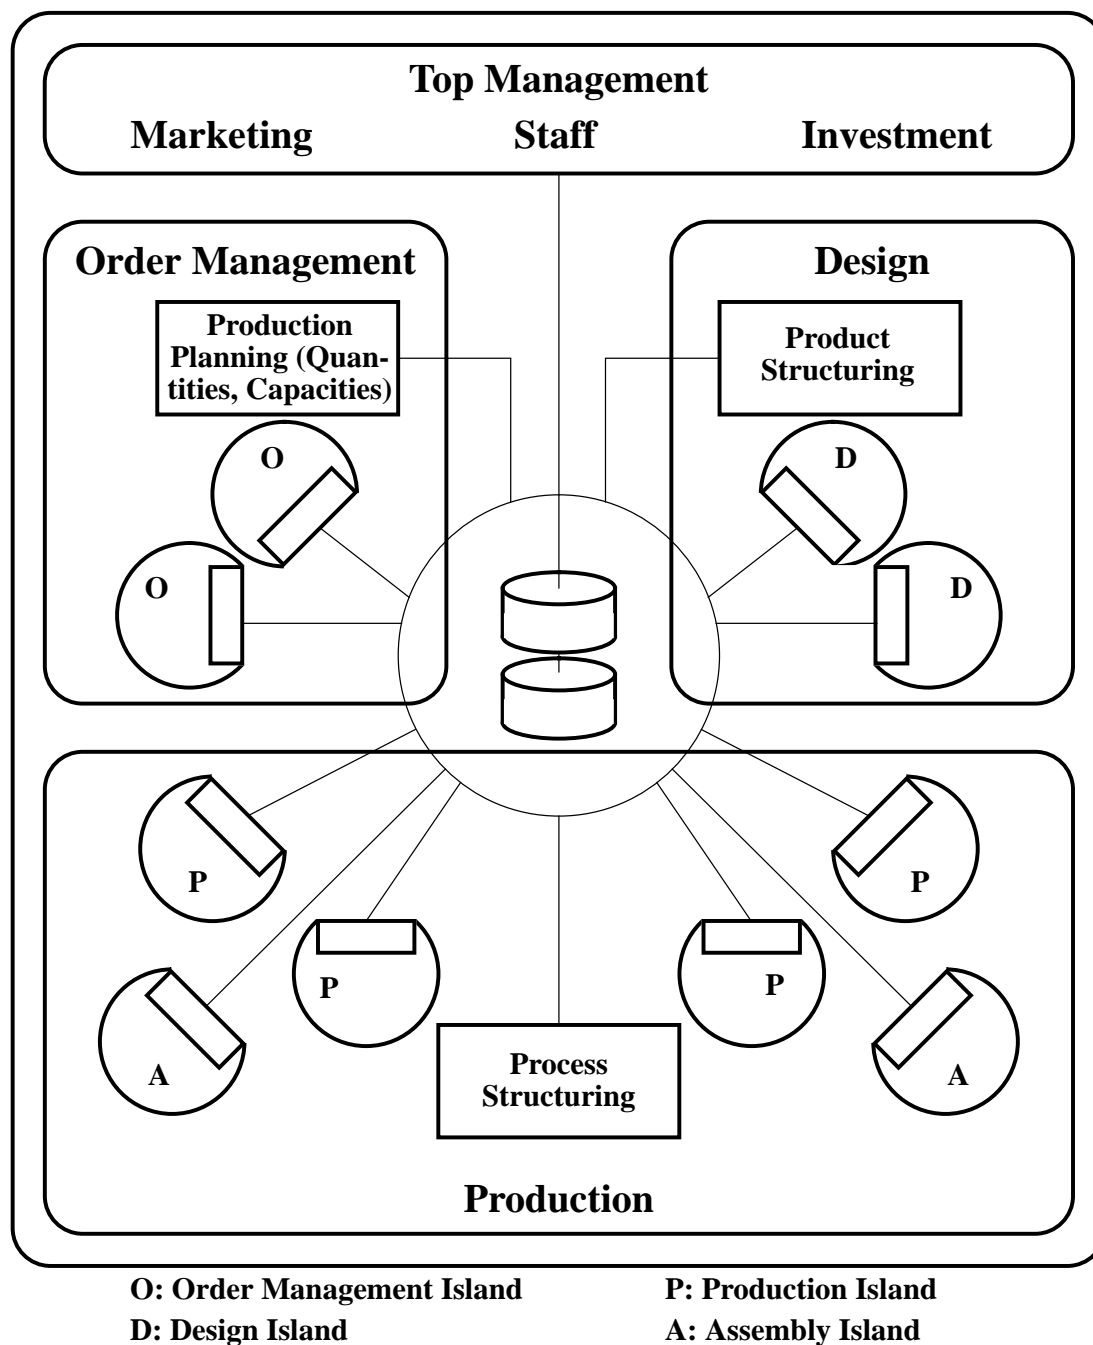 Top Management
Marketing Staff Investment
Order Management
Production
Planning (Quan-
tities, Capacities)
O
O
Design
Product
Structuring
D
D
P
P
P
P
A
A
Process
Structuring
Production
O: Order Management Island
P: Production Island
D: Design Island
A: Assembly Island